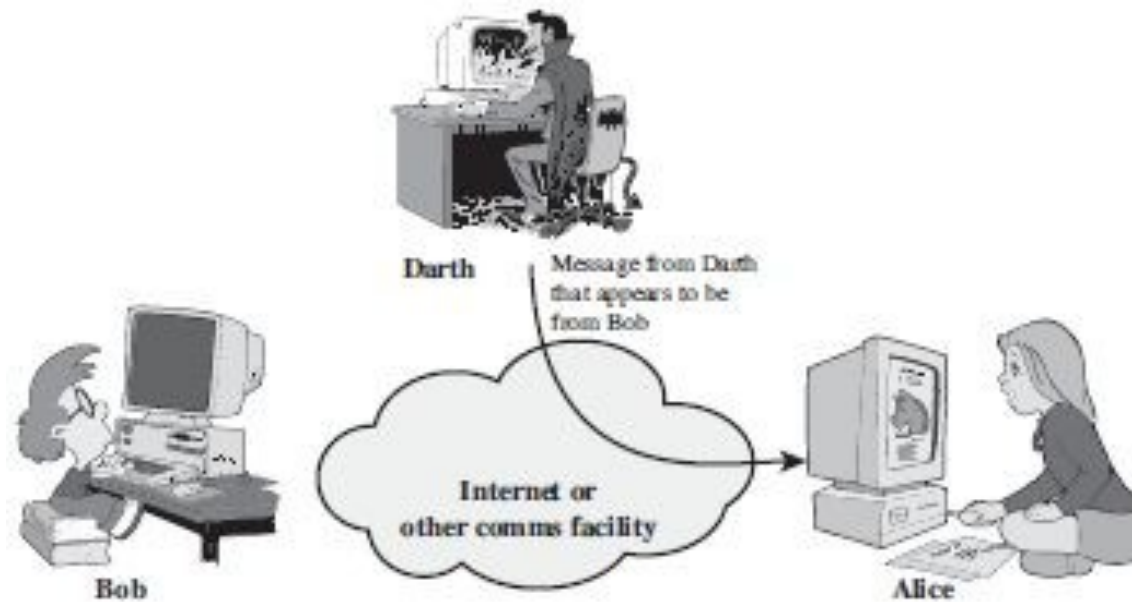 Darth
Message from Darth
that appears to be
from Bob
Internet or
other comms facility
Bob
Alice